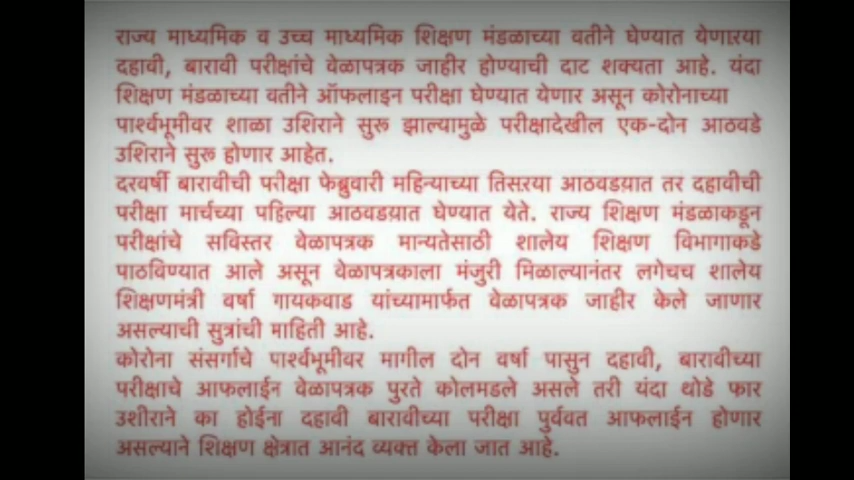 राज्य माध्यमिक व उच्च माध्यमिक शिक्षण मंडळाच्या वतीने घेण्यात येणाऱ्या
दहावी, बारावी परीक्षांचे वेळापत्रक जाहीर होण्याची दाट शक्यता आहे. यंदा
शिक्षण मंडळाच्या वतीने ऑफलाइन परीक्षा घेण्यात येणार असून कोरोनाच्या
पार्श्वभूमीवर शाळा उशिराने सुरू झाल्यामुळे परीक्षादेखील एक-दोन आठवडे
उशिराने सुरू होणार आहेत.
दरवर्षी बारावीची परीक्षा फेब्रुवारी महिन्याच्या तिसऱ्या आठवड्यात तर दहावीची
परीक्षा मार्चच्या पहिल्या आठवड्यात घेण्यात येते. राज्य शिक्षण मंडळाकडून
परीक्षांचे सविस्तर वेळापत्रक मान्यतेसाठी शालेय शिक्षण विभागाकडे
पाठविण्यात आले असून वेळापत्रकाला मंजुरी मिळाल्यानंतर लगेचच शालेय
शिक्षणमंत्री वर्षा गायकवाड यांच्यामार्फत वेळापत्रक जाहीर केले जाणार
असल्याची सुत्रांची माहिती आहे.
कोरोना संसर्गाचे पार्श्वभूमीवर मागील दोन वर्षा पासुन दहावी, बारावीच्या
परीक्षाचे आफलाईन वेळापत्रक पुरते कोलमडले असले तरी यंदा थोडे फार
उशीराने का होईना दहावी बारावीच्या परीक्षा पुर्ववत आफलाईन होणार
असल्याने शिक्षण क्षेत्रात आनंद व्यक्त केला जात आहे.